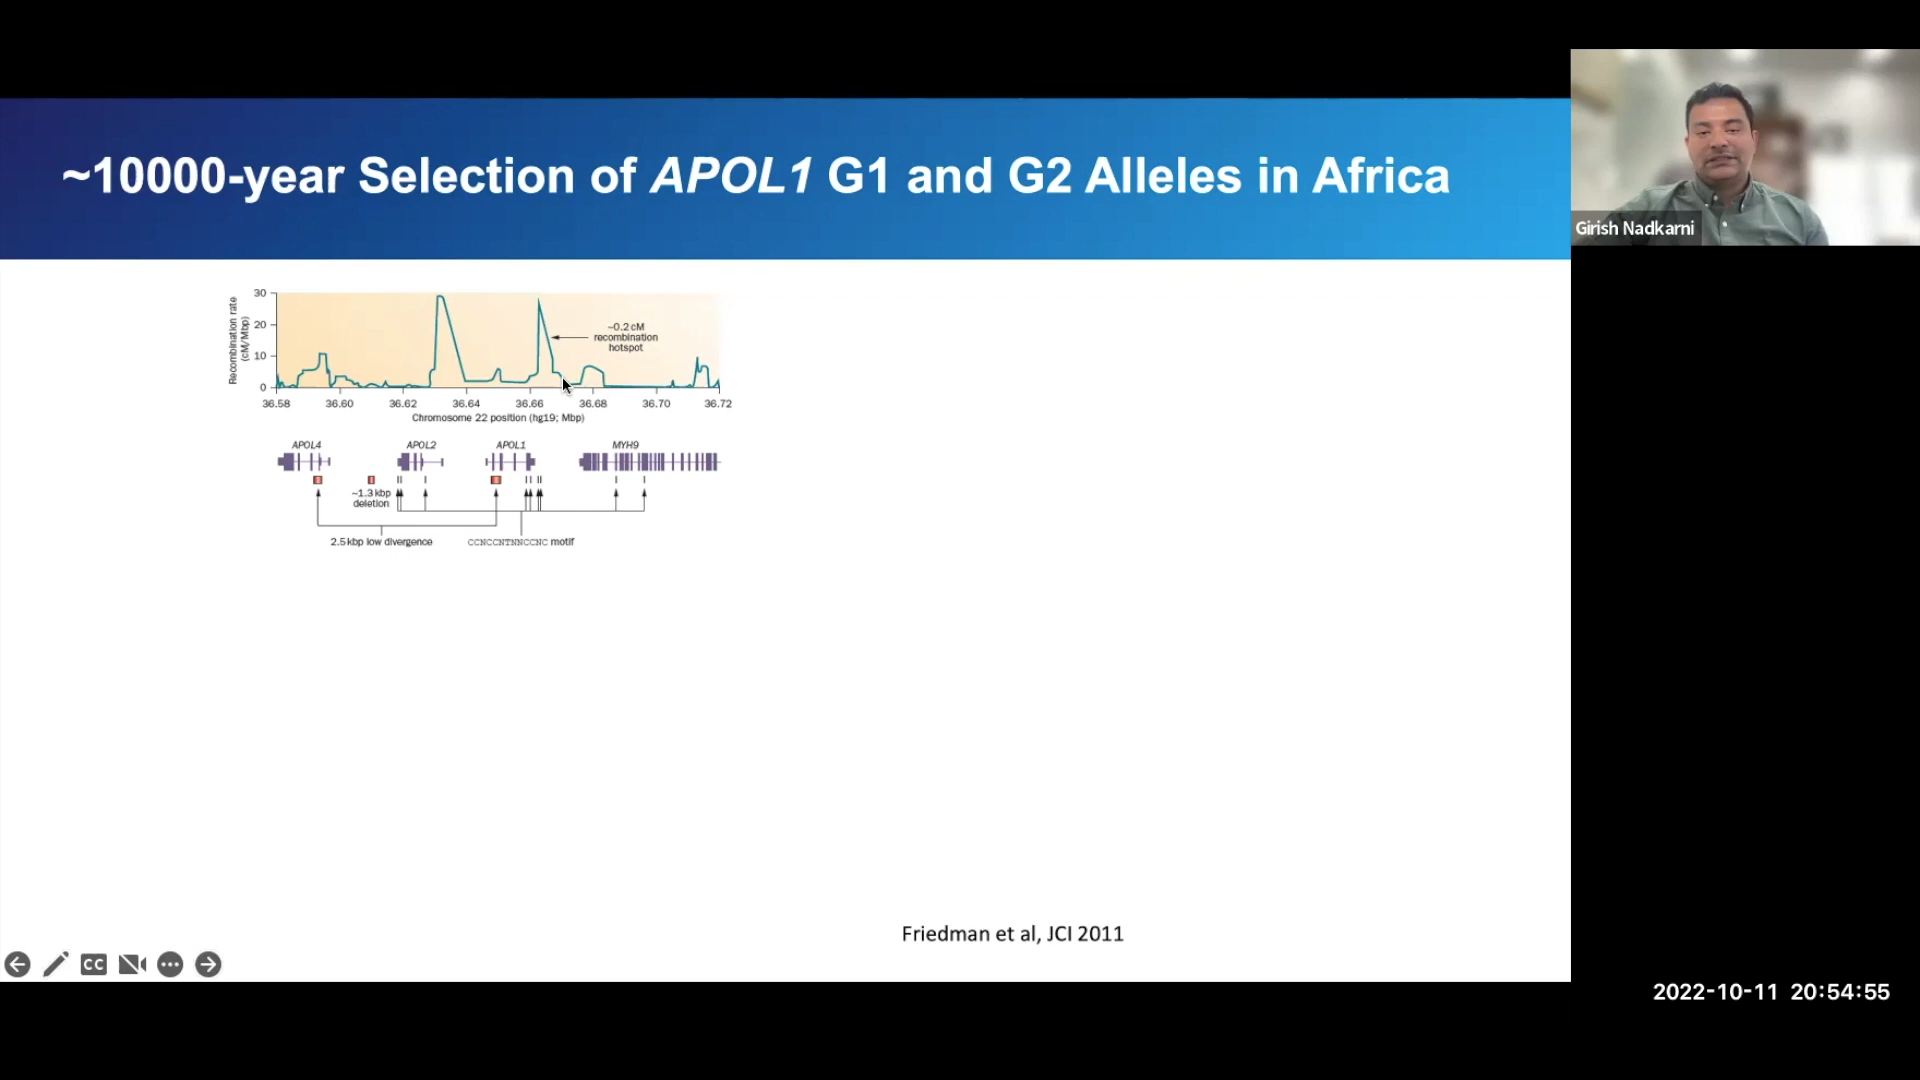 ~10000-year Selection of APOL1 G1 and G2 Alleles in Africa
Girish Nadkarni
Recombination rate
(cM/Mbp)
30
20
10
0
~0.2 cM
recombination
hotspot
36.58 36.60 36.62 36.64 36.66 36.68 36.70 36.72
Chromosome 22 position (hg19; Mbp)
APOL4 APOL2 APOL1 MYH9
~1.3 kbp
deletion
2.5 kbp low divergence
CCNCCNTNNCCNC motif
Friedman et al, JCI 2011
CC
2022-10-11 20:54:55